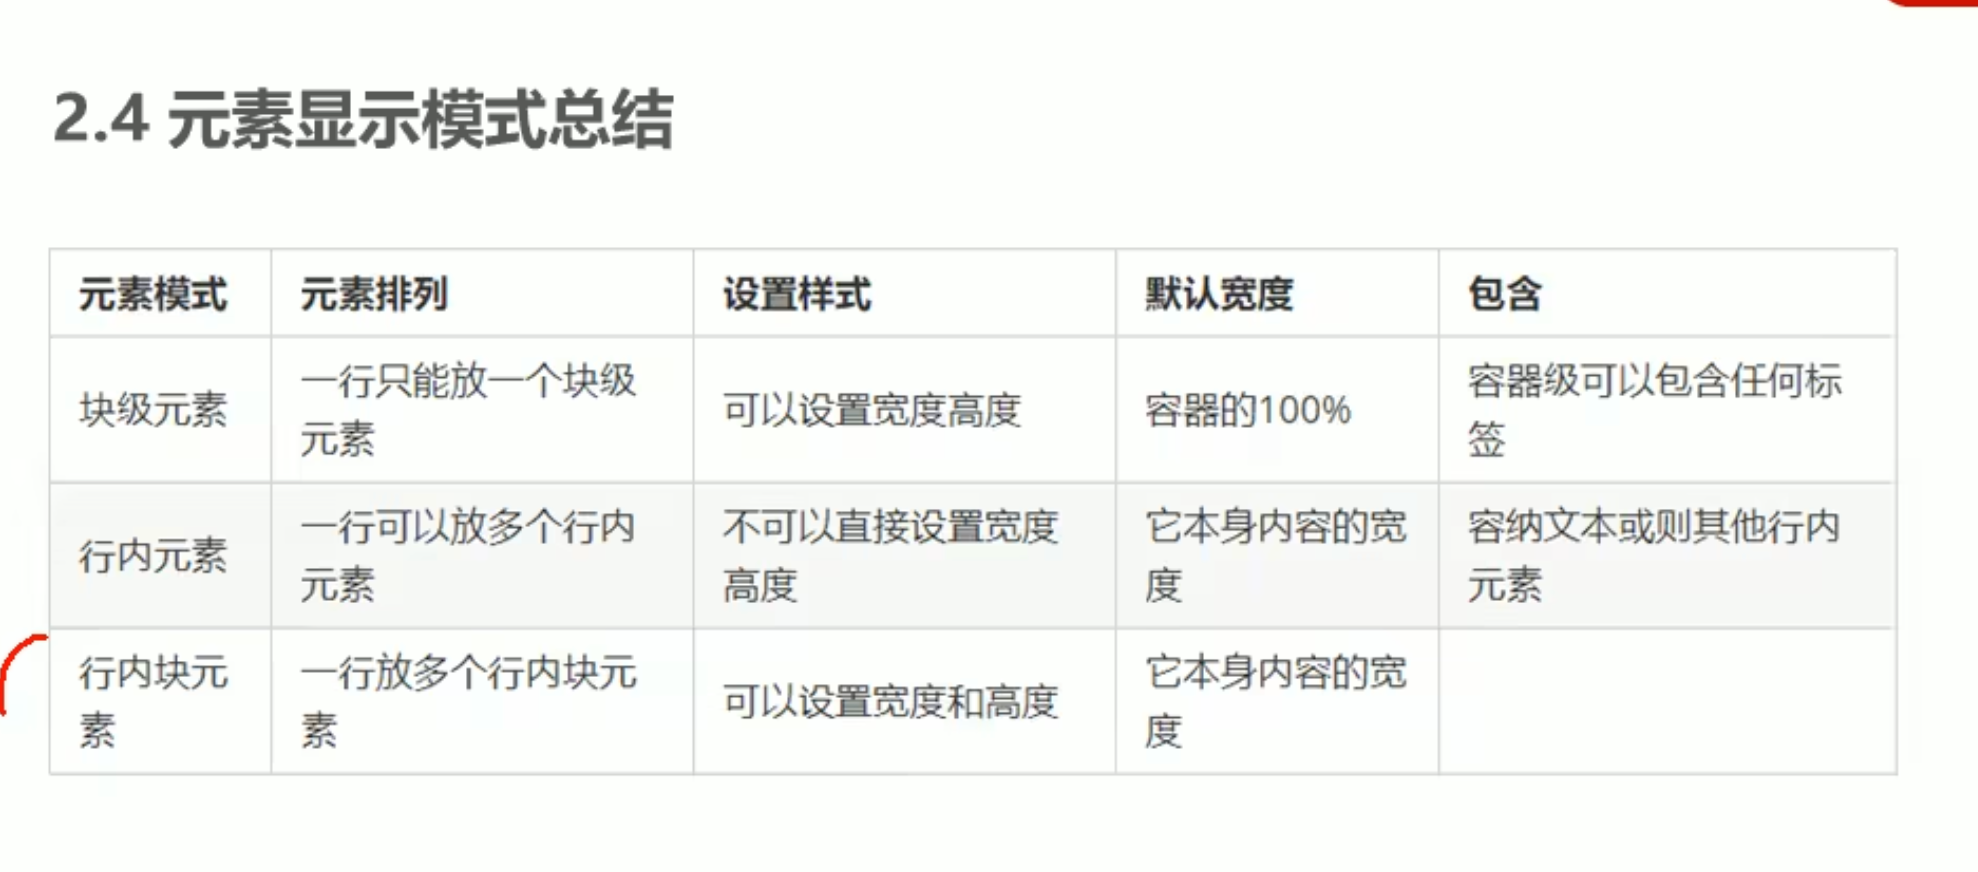 2.4 元素显示模式总结
元素模式 元素排列 设置样式 默认宽度 包含
块级元素 一行只能放一个块级元素 可以设置宽度高度 容器的100% 容器级可以包含任何标签
行内元素 一行可以放多个行内元素 不可以直接设置宽度高度 它本身内容的宽度 容纳文本或则其他行内元素
行内块元素 一行放多个行内块元素 可以设置宽度和高度 它本身内容的宽度